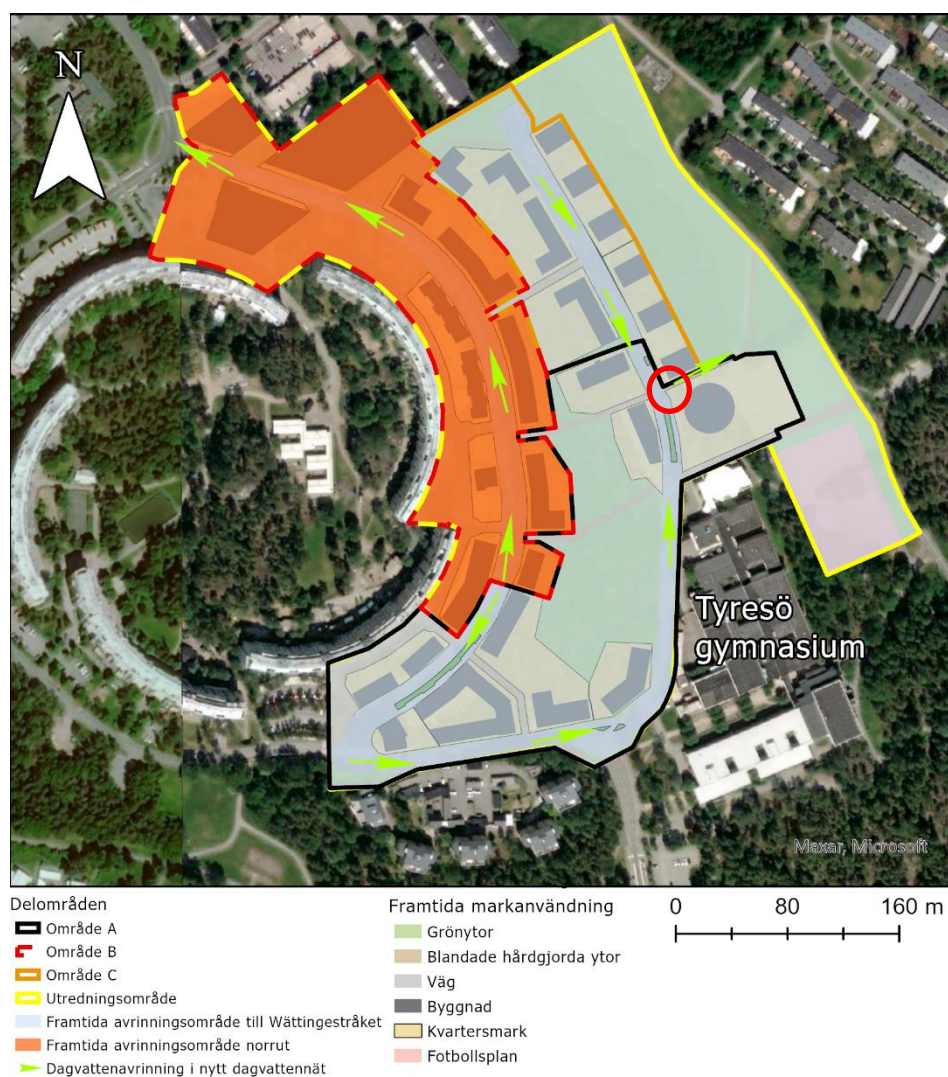 N
Tyresö
gymnasium
Maxar, Microsoft
Delområden
Område A
Område B
Område C
Utredningsområde
Framtida avrinningsområde till Wättingestråket
Framtida avrinningsområde norrut
Dagvattenavrinning i nytt dagvattennät
Framtida markanvändning
Grönytor
Blandade hårdgjorda ytor
Väg
Byggnad
Kvartersmark
Fotbollsplan
0 80 160 m